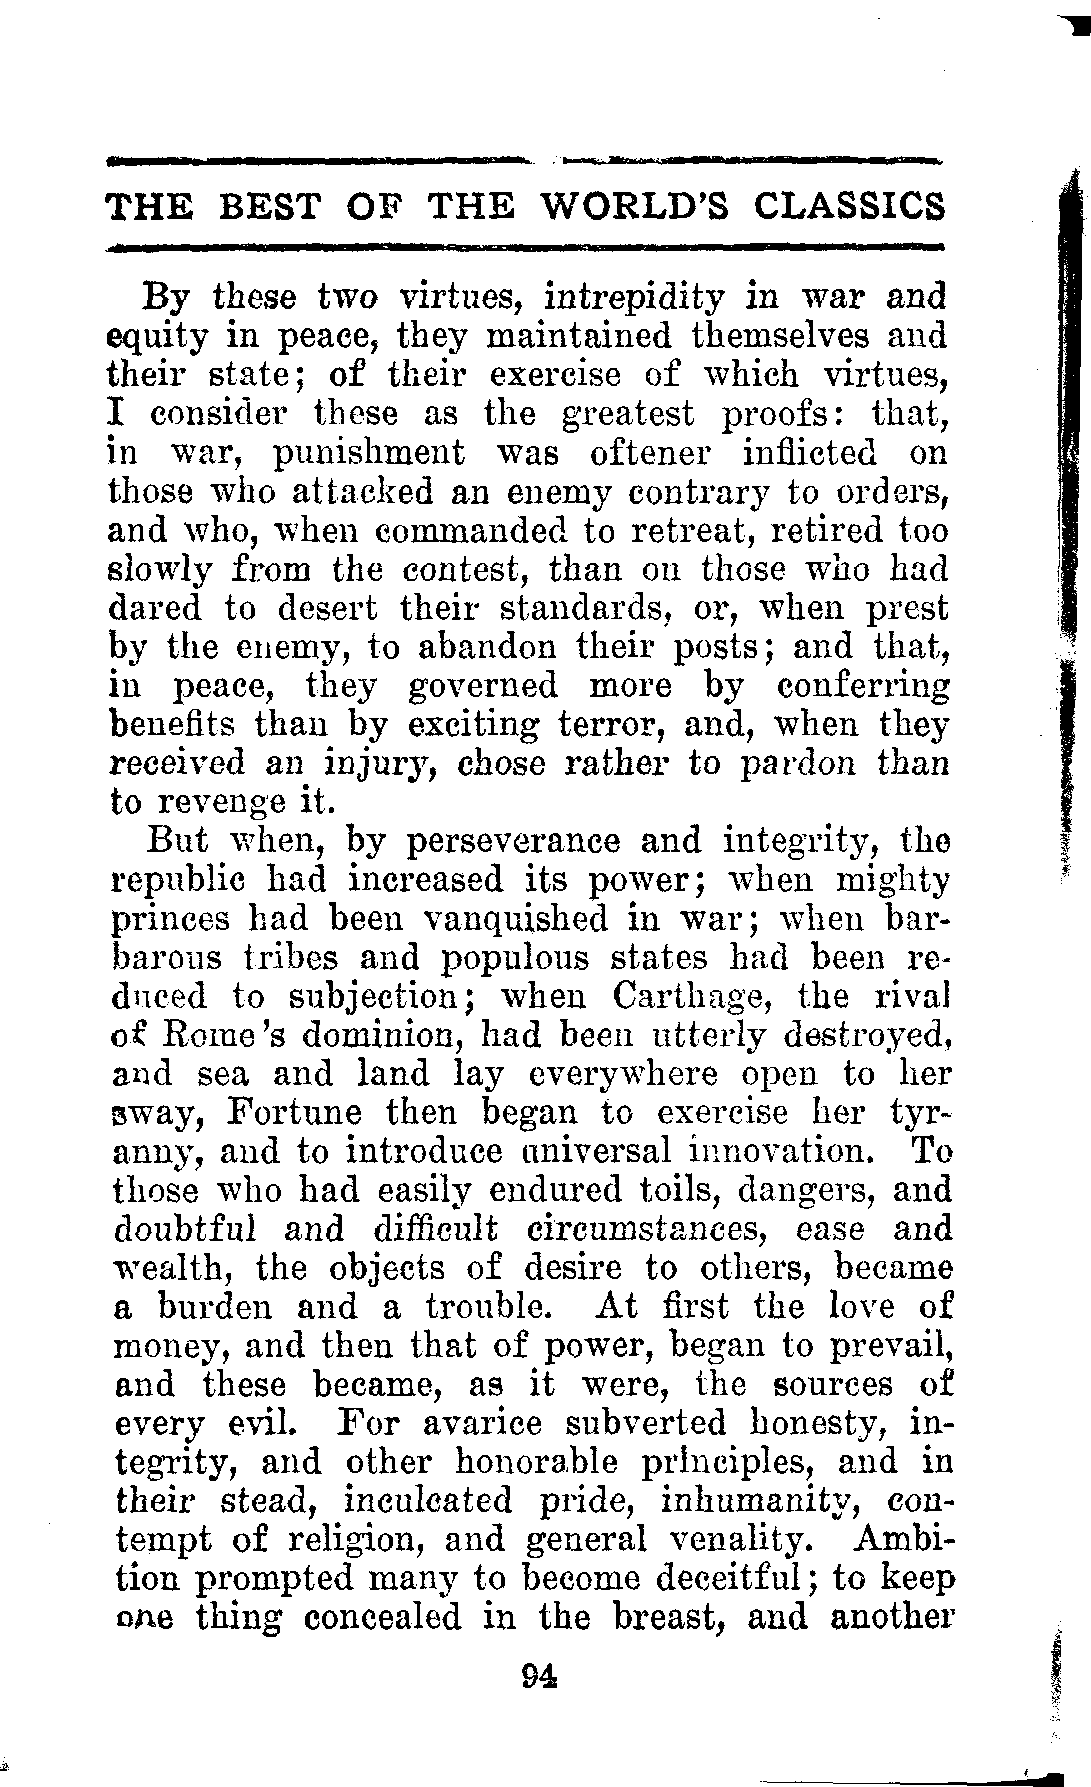 THE BEST OF THE WORLD'S CLASSICS
By these two virtues, intrepidity in war and
equity in peace, they maintained themselves and
their state; of their exercise of which virtues,
I consider these as the greatest proofs: that,
in war, punishment was oftener inflicted on
those who attacked an enemy contrary to orders,
and who, when commanded to retreat, retired too
slowly from the contest, than on those who had
dared to desert their standards, or, when prest
by the enemy, to abandon their posts; and that,
in peace, they governed more by conferring
benefits than by exciting terror, and, when they
received an injury, chose rather to pardon than
to revenge it.
But when, by perseverance and integrity, the
republic had increased its power; when mighty
princes had been vanquished in war; when bar-
barous tribes and populous states had been re-
duced to subjection; when Carthage, the rival
of Rome's dominion, had been utterly destroyed,
and sea and land lay everywhere open to her
sway, Fortune then began to exercise her tyr-
anny, and to introduce universal innovation. To
those who had easily endured toils, dangers, and
doubtful and difficult circumstances, ease and
wealth, the objects of desire to others, became
a burden and a trouble. At first the love of
money, and then that of power, began to prevail,
and these became, as it were, the sources of
every evil. For avarice subverted honesty, in-
tegrity, and other honorable principles, and in
their stead, inculcated pride, inhumanity, con-
tempt of religion, and general venality. Ambi-
tion prompted many to become deceitful; to keep
one thing concealed in the breast, and another
94